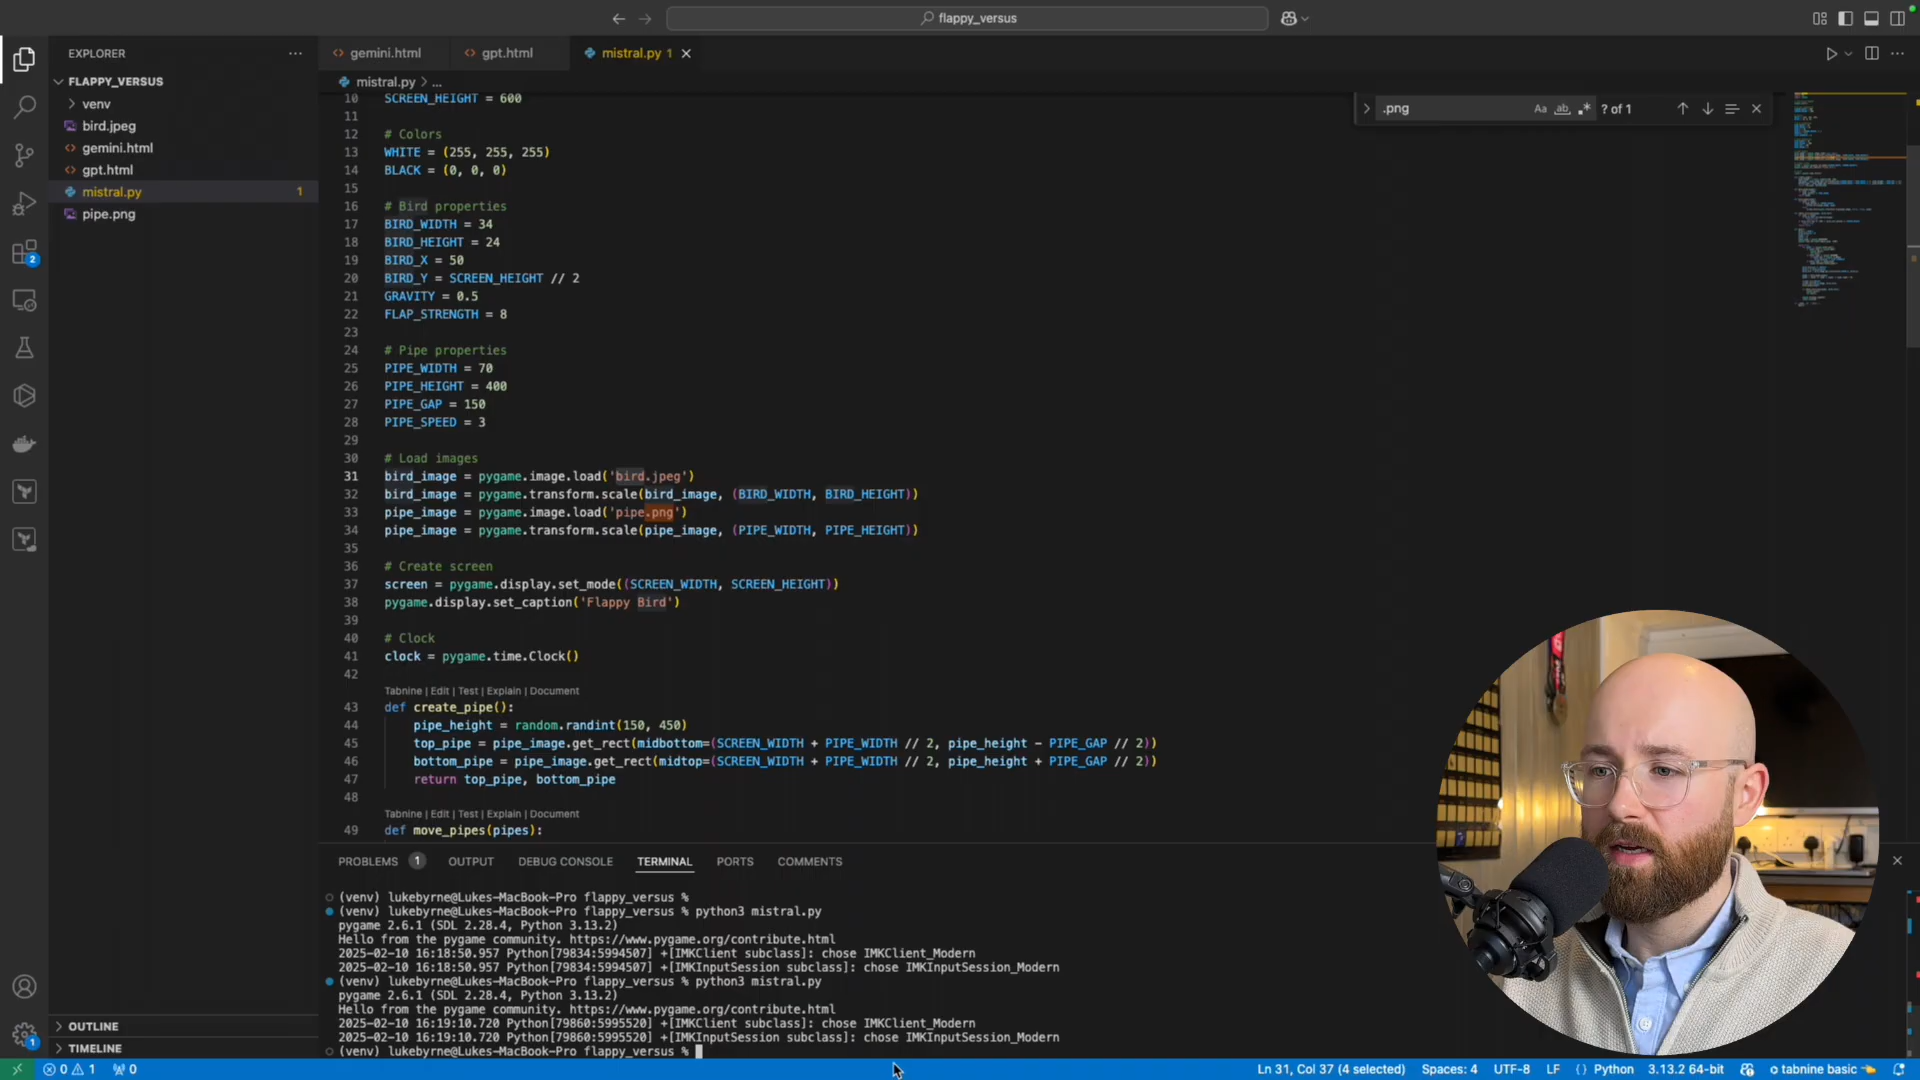 flappy_versus
EXPLORER
gemini.html
gpt.html
mistral.py 1
FLAPPY_VERSUS
venv
bird.jpeg
gemini.html
gpt.html
mistral.py 1
pipe.png
mistral.py > ...
.png
Aa
ab
? of 1
10 SCREEN_HEIGHT = 600
11
12 # Colors
13 WHITE = (255, 255, 255)
14 BLACK = (0, 0, 0)
15
16 # Bird properties
17 BIRD_WIDTH = 34
18 BIRD_HEIGHT = 24
19 BIRD_X = 50
20 BIRD_Y = SCREEN_HEIGHT // 2
21 GRAVITY = 0.5
22 FLAP_STRENGTH = 8
23
24 # Pipe properties
25 PIPE_WIDTH = 70
26 PIPE_HEIGHT = 400
27 PIPE_GAP = 150
28 PIPE_SPEED = 3
29
30 # Load images
31 bird_image = pygame.image.load('bird.jpeg')
32 bird_image = pygame.transform.scale(bird_image, (BIRD_WIDTH, BIRD_HEIGHT))
33 pipe_image = pygame.image.load('pipe.png')
34 pipe_image = pygame.transform.scale(pipe_image, (PIPE_WIDTH, PIPE_HEIGHT))
35
36 # Create screen
37 screen = pygame.display.set_mode((SCREEN_WIDTH, SCREEN_HEIGHT))
38 pygame.display.set_caption('Flappy Bird')
39
40 # Clock
41 clock = pygame.time.Clock()
42
Tabnine | Edit | Test | Explain | Document
43 def create_pipe():
44 pipe_height = random.randint(150, 450)
45 top_pipe = pipe_image.get_rect(midbottom=(SCREEN_WIDTH + PIPE_WIDTH // 2, pipe_height - PIPE_GAP // 2))
46 bottom_pipe = pipe_image.get_rect(midtop=(SCREEN_WIDTH + PIPE_WIDTH // 2, pipe_height + PIPE_GAP // 2))
47 return top_pipe, bottom_pipe
48
Tabnine | Edit | Test | Explain | Document
49 def move_pipes(pipes):
PROBLEMS 1 OUTPUT DEBUG CONSOLE TERMINAL PORTS COMMENTS
(venv) lukebyrne@Lukes-MacBook-Pro flappy_versus %
(venv) lukebyrne@Lukes-MacBook-Pro flappy_versus % python3 mistral.py
pygame 2.6.1 (SDL 2.28.4, Python 3.13.2)
Hello from the pygame community. https://www.pygame.org/contribute.html
2025-02-10 16:18:50.957 Python[79834:5994507] +[IMKClient subclass]: chose IMKClient_Modern
2025-02-10 16:18:50.957 Python[79834:5994507] +[IMKInputSession subclass]: chose IMKInputSession_Modern
(venv) lukebyrne@Lukes-MacBook-Pro flappy_versus % python3 mistral.py
pygame 2.6.1 (SDL 2.28.4, Python 3.13.2)
Hello from the pygame community. https://www.pygame.org/contribute.html
2025-02-10 16:19:10.720 Python[79860:5995520] +[IMKClient subclass]: chose IMKClient_Modern
2025-02-10 16:19:10.720 Python[79860:5995520] +[IMKInputSession subclass]: chose IMKInputSession_Modern
(venv) lukebyrne@Lukes-MacBook-Pro flappy_versus %
2
1
OUTLINE
TIMELINE
0 1 0
Ln 31, Col 37 (4 selected) Spaces: 4 UTF-8 LF {} Python 3.13.2 64-bit tabnine basic